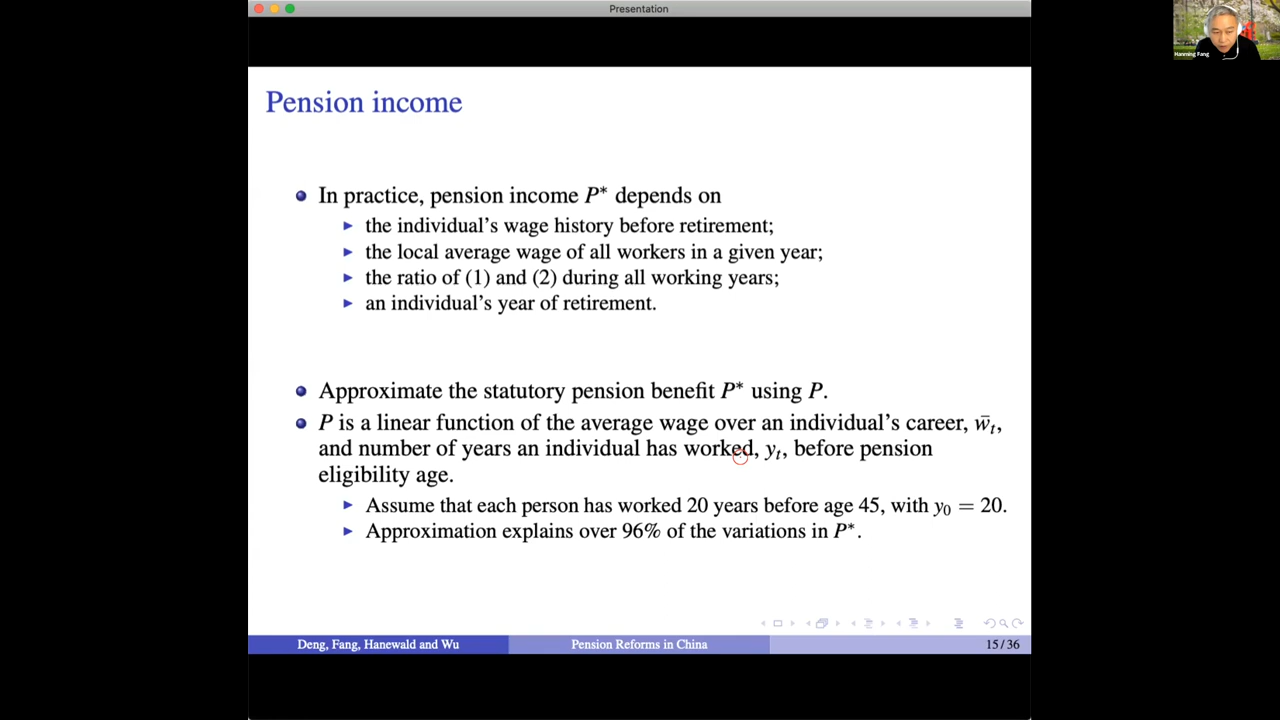 Presentation
Hanming Fang
Pension income
In practice, pension income P* depends on
the individual's wage history before retirement;
the local average wage of all workers in a given year;
the ratio of (1) and (2) during all working years;
an individual's year of retirement.
Approximate the statutory pension benefit P* using P.
P is a linear function of the average wage over an individual's career, w̄ₜ,
and number of years an individual has worked, yₜ, before pension
eligibility age.
Assume that each person has worked 20 years before age 45, with y₀ = 20.
Approximation explains over 96% of the variations in P*.
Deng, Fang, Hanewald and Wu
Pension Reforms in China
15 / 36